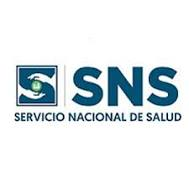 S SNS
SERVICIO NACIONAL DE SALUD